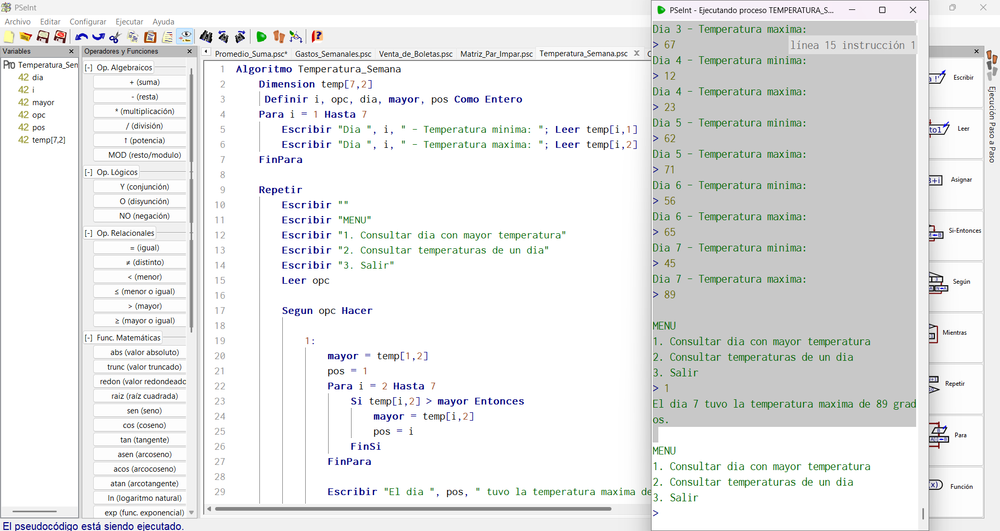 PSeInt
Archivo Editar Configurar Ejecutar Ayuda
Variables
Temperatura_Sen
42 dia
42 i
42 mayor
42 opc
42 pos
42 temp[7,2]
Operadores y Funciones
[-] Op. Algebraicos
+ (suma)
- (resta)
* (multiplicación)
/ (división)
↑ (potencia)
MOD (resto/modulo)
[-] Op. Lógicos
Y (conjunción)
O (disyunción)
NO (negación)
[-] Op. Relacionales
= (igual)
≠ (distinto)
< (menor)
≤ (menor o igual)
> (mayor)
≥ (mayor o igual)
[-] Func. Matemáticas
abs (valor absoluto)
trunc (valor truncado)
redon (valor redondeado
raiz (raíz cuadrada)
sen (seno)
cos (coseno)
tan (tangente)
asen (arcoseno)
acos (arcocoseno)
atan (arcotangente)
ln (logaritmo natural)
exp (func. exponencial)
Promedio_Suma.psc* Gastos_Semanales.psc Venta_de_Boletas.psc Matriz_Par_Impar.psc Temperatura_Semana.psc
1 Algoritmo Temperatura_Semana
2 Dimension temp[7,2]
3 Definir i, opc, dia, mayor, pos Como Entero
4 Para i = 1 Hasta 7
5 Escribir "Dia ", i, " - Temperatura minima: "; Leer temp[i,1]
6 Escribir "Dia ", i, " - Temperatura maxima: "; Leer temp[i,2]
7 FinPara
8
9 Repetir
10 Escribir ""
11 Escribir "MENU"
12 Escribir "1. Consultar dia con mayor temperatura"
13 Escribir "2. Consultar temperaturas de un dia"
14 Escribir "3. Salir"
15 Leer opc
16
17 Segun opc Hacer
18
19 1:
20 mayor = temp[1,2]
21 pos = 1
22 Para i = 2 Hasta 7
23 Si temp[i,2] > mayor Entonces
24 mayor = temp[i,2]
25 pos = i
26 FinSi
27 FinPara
28
29 Escribir "El dia ", pos, " tuvo la temperatura maxima de
PSeInt - Ejecutando proceso TEMPERATURA_S...
Dia 3 - Temperatura maxima:
> 67
línea 15 instrucción 1
Dia 4 - Temperatura minima:
> 12
Dia 4 - Temperatura maxima:
> 23
Dia 5 - Temperatura minima:
> 62
Dia 5 - Temperatura maxima:
> 71
Dia 6 - Temperatura minima:
> 56
Dia 6 - Temperatura maxima:
> 65
Dia 7 - Temperatura minima:
> 45
Dia 7 - Temperatura maxima:
> 89
MENU
1. Consultar dia con mayor temperatura
2. Consultar temperaturas de un dia
3. Salir
> 1
El dia 7 tuvo la temperatura maxima de 89 grad
os.
MENU
1. Consultar dia con mayor temperatura
2. Consultar temperaturas de un dia
3. Salir
>
Escribir
Leer
Asignar
Si-Entonces
Según
Mientras
Repetir
Para
Función
Ejecución Paso a Paso
El pseudocódigo está siendo ejecutado.